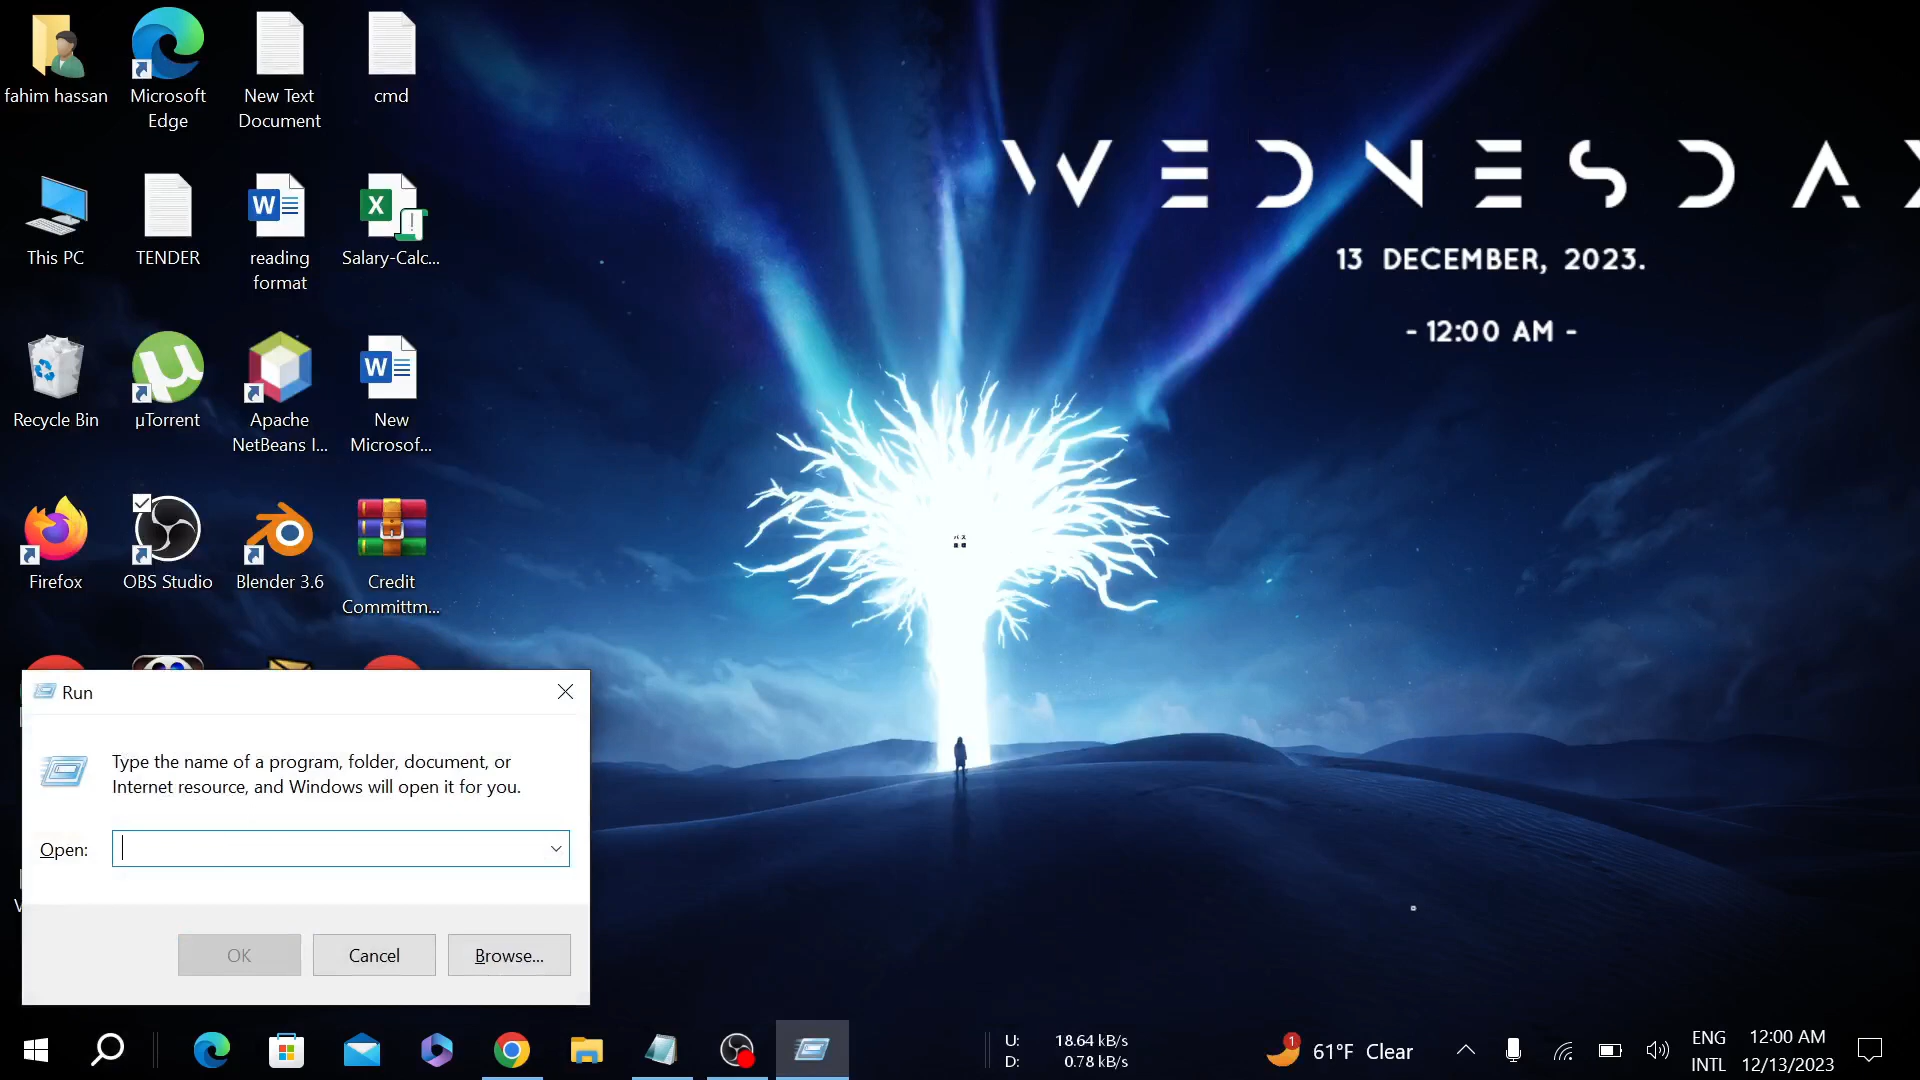 fahim hassan
Microsoft
Edge
New Text
Document
cmd
This PC
TENDER
reading
format
Salary-Calc...
Recycle Bin
µTorrent
Apache
NetBeans I...
New
Microsof...
Firefox
OBS Studio
Blender 3.6
Credit
Committm...
WEDNESDAY
13 DECEMBER, 2023.
- 12:00 AM -
Run
Type the name of a program, folder, document, or
Internet resource, and Windows will open it for you.
Open:
OK
Cancel
Browse...
U: 18.64 kB/s
D: 0.78 kB/s
1
61°F Clear
ENG
INTL
12:00 AM
12/13/2023